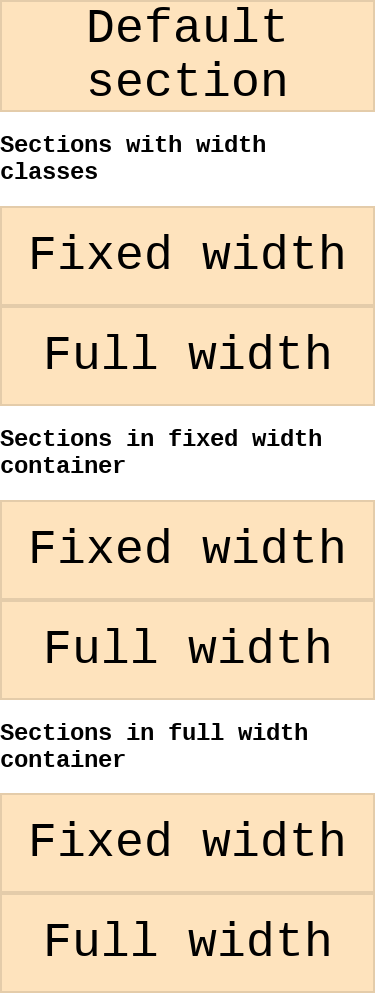 Default
section
Sections with width
classes
Fixed width
Full width
Sections in fixed width
container
Fixed width
Full width
Sections in full width
container
Fixed width
Full width